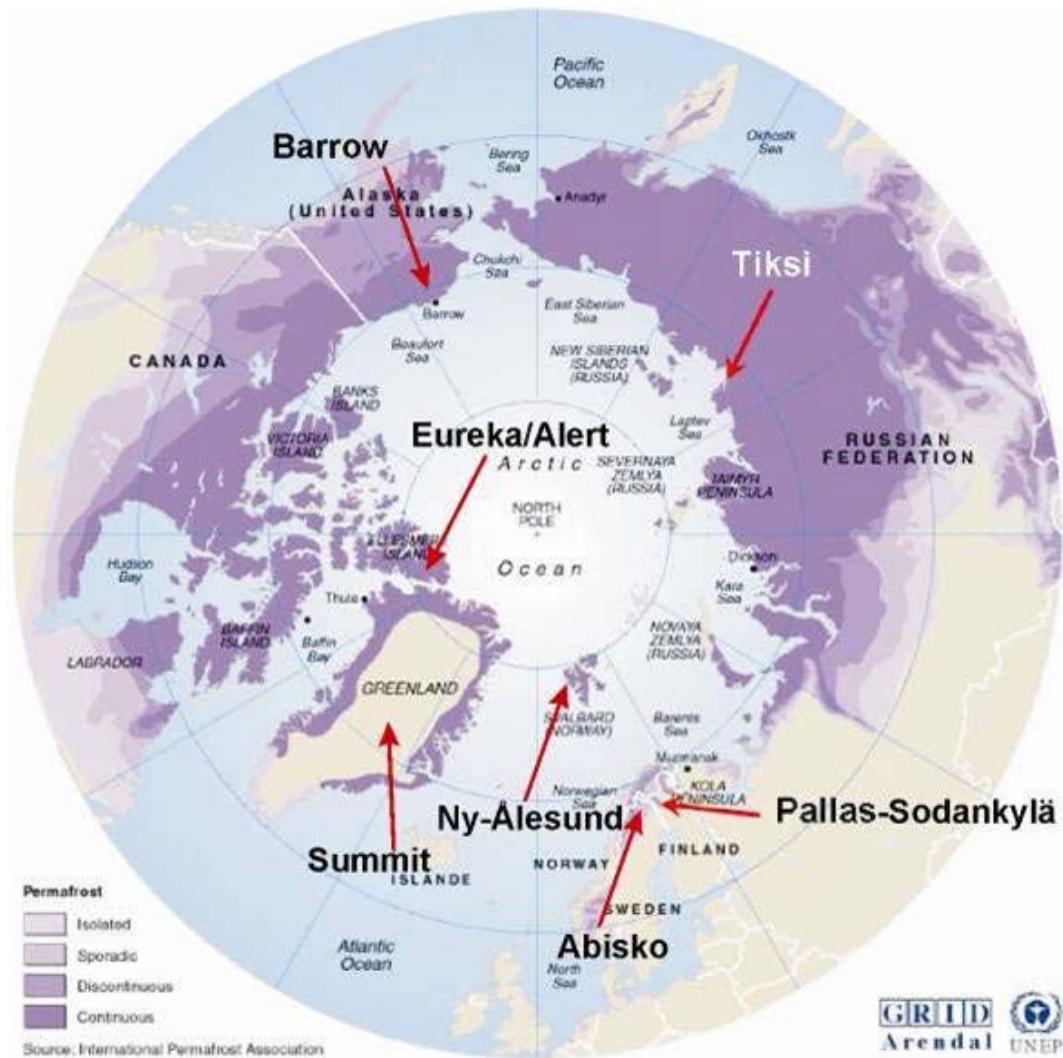 Pacific
Ocean
Okhostk
Sea
Barrow
Bering
Sea
Alaska
(United States)
Anadyr
Chukchi
Sea
Tiksi
Barrow
East Siberian
Sea
Beaufort
Sea
NEW SIBERIAN
ISLANDS
(RUSSIA)
CANADA
BANKS
ISLAND
Laptev
Sea
VICTORIA
ISLAND
Eureka/Alert
RUSSIAN
FEDERATION
Arctic
SEVERNAYA
ZEMLYA
(RUSSIA)
TAIMYR
PENINSULA
NORTH
POLE
ELLESMERE
ISLAND
Ocean
Hudson
Bay
Dickson
Kara
Sea
Thule
Baffin
Bay
BAFFIN
ISLAND
NOVAYA
ZEMLYA
(RUSSIA)
LABRADOR
GREENLAND
SVALBARD
(NORWAY)
Barents
Sea
Murmansk
KOLA
PENINSULA
Norwegian
Sea
Ny-Ålesund
Pallas-Sodankylä
Summit
ISLANDE
NORWAY
FINLAND
SWEDEN
Abisko
Atlantic
Ocean
North
Sea
Permafrost
Isolated
Sporadic
Discontinuous
Continuous
Source: International Permafrost Association
GRID
Arendal
UNEP